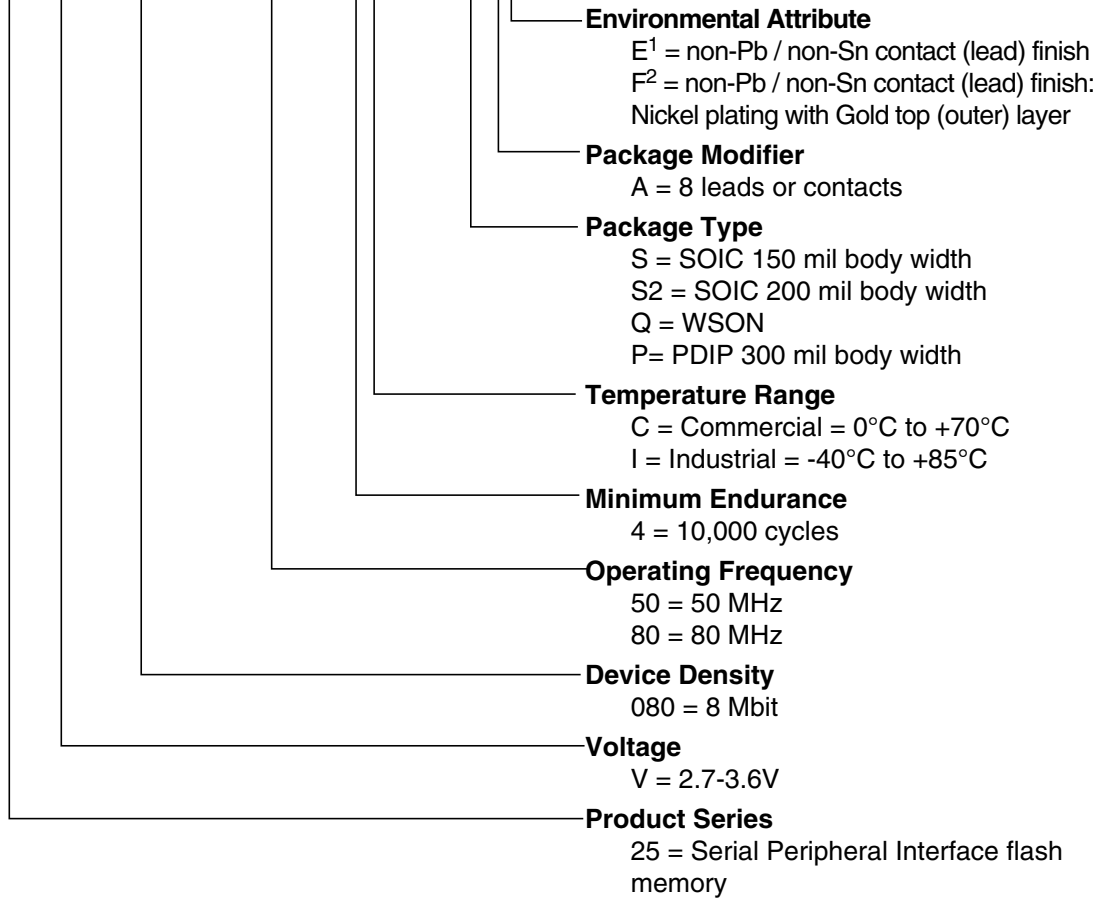 Environmental Attribute
E1 = non-Pb / non-Sn contact (lead) finish
F2 = non-Pb / non-Sn contact (lead) finish:
Nickel plating with Gold top (outer) layer
Package Modifier
A = 8 leads or contacts
Package Type
S = SOIC 150 mil body width
S2 = SOIC 200 mil body width
Q = WSON
P= PDIP 300 mil body width
Temperature Range
C = Commercial = 0°C to +70°C
I = Industrial = -40°C to +85°C
Minimum Endurance
4 = 10,000 cycles
Operating Frequency
50 = 50 MHz
80 = 80 MHz
Device Density
080 = 8 Mbit
Voltage
V = 2.7-3.6V
Product Series
25 = Serial Peripheral Interface flash
memory